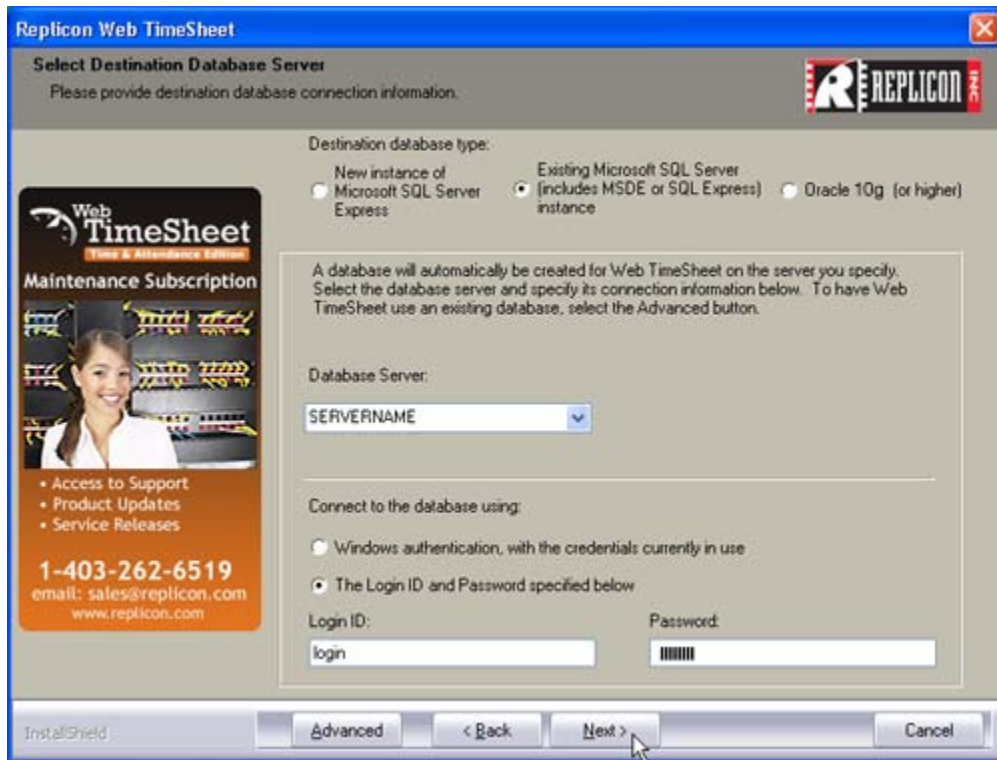 Replicon Web TimeSheet
Select Destination Database Server
Please provide destination database connection information.
R REPLICON INC
Destination database type:
New instance of
Microsoft SQL Server
Express
Existing Microsoft SQL Server
(includes MSDE or SQL Express)
instance
Oracle 10g (or higher)
Web
TimeSheet
Time & Attendance Edition
Maintenance Subscription
• Access to Support
• Product Updates
• Service Releases
1-403-262-6519
email: sales@replicon.com
www.replicon.com
A database will automatically be created for Web TimeSheet on the server you specify.
Select the database server and specify its connection information below. To have Web
TimeSheet use an existing database, select the Advanced button.
Database Server:
SERVERNAME
Connect to the database using:
Windows authentication, with the credentials currently in use
The Login ID and Password specified below
Login ID:
Password:
login
InstallShield
Advanced
< Back
Next >
Cancel